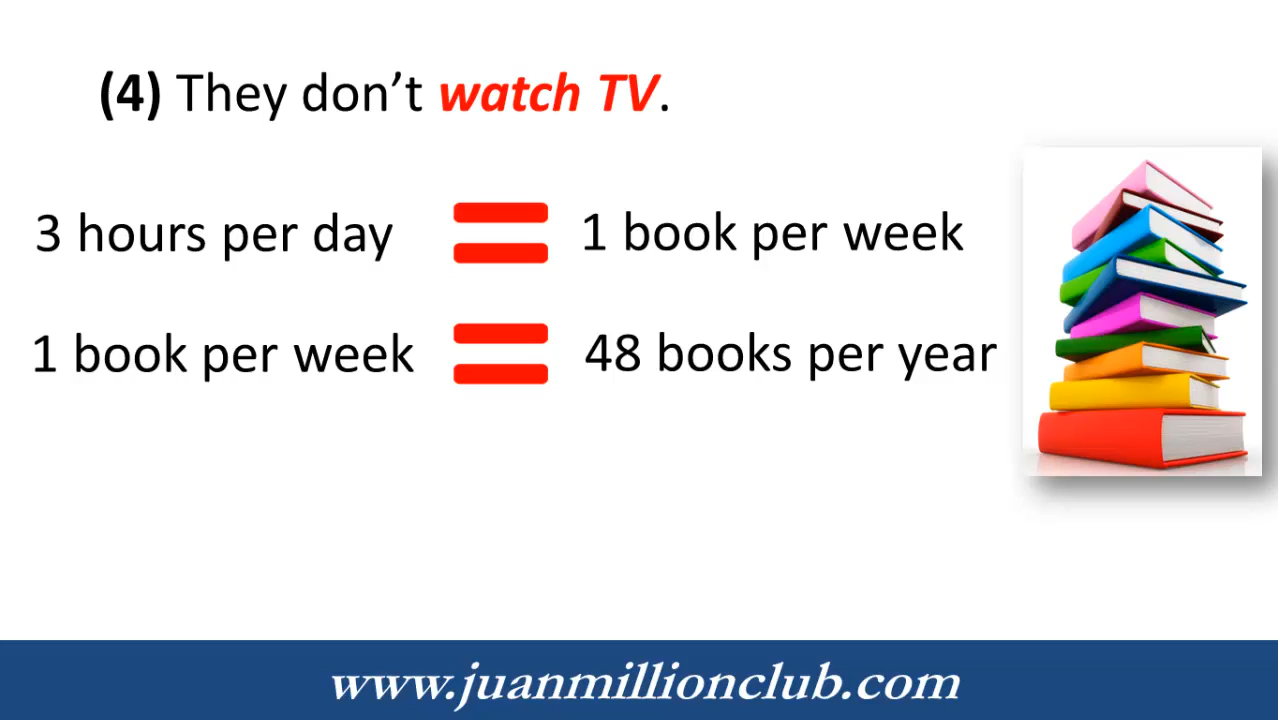 (4) They don’t watch TV.
3 hours per day = 1 book per week
1 book per week = 48 books per year
www.juanmillionclub.com